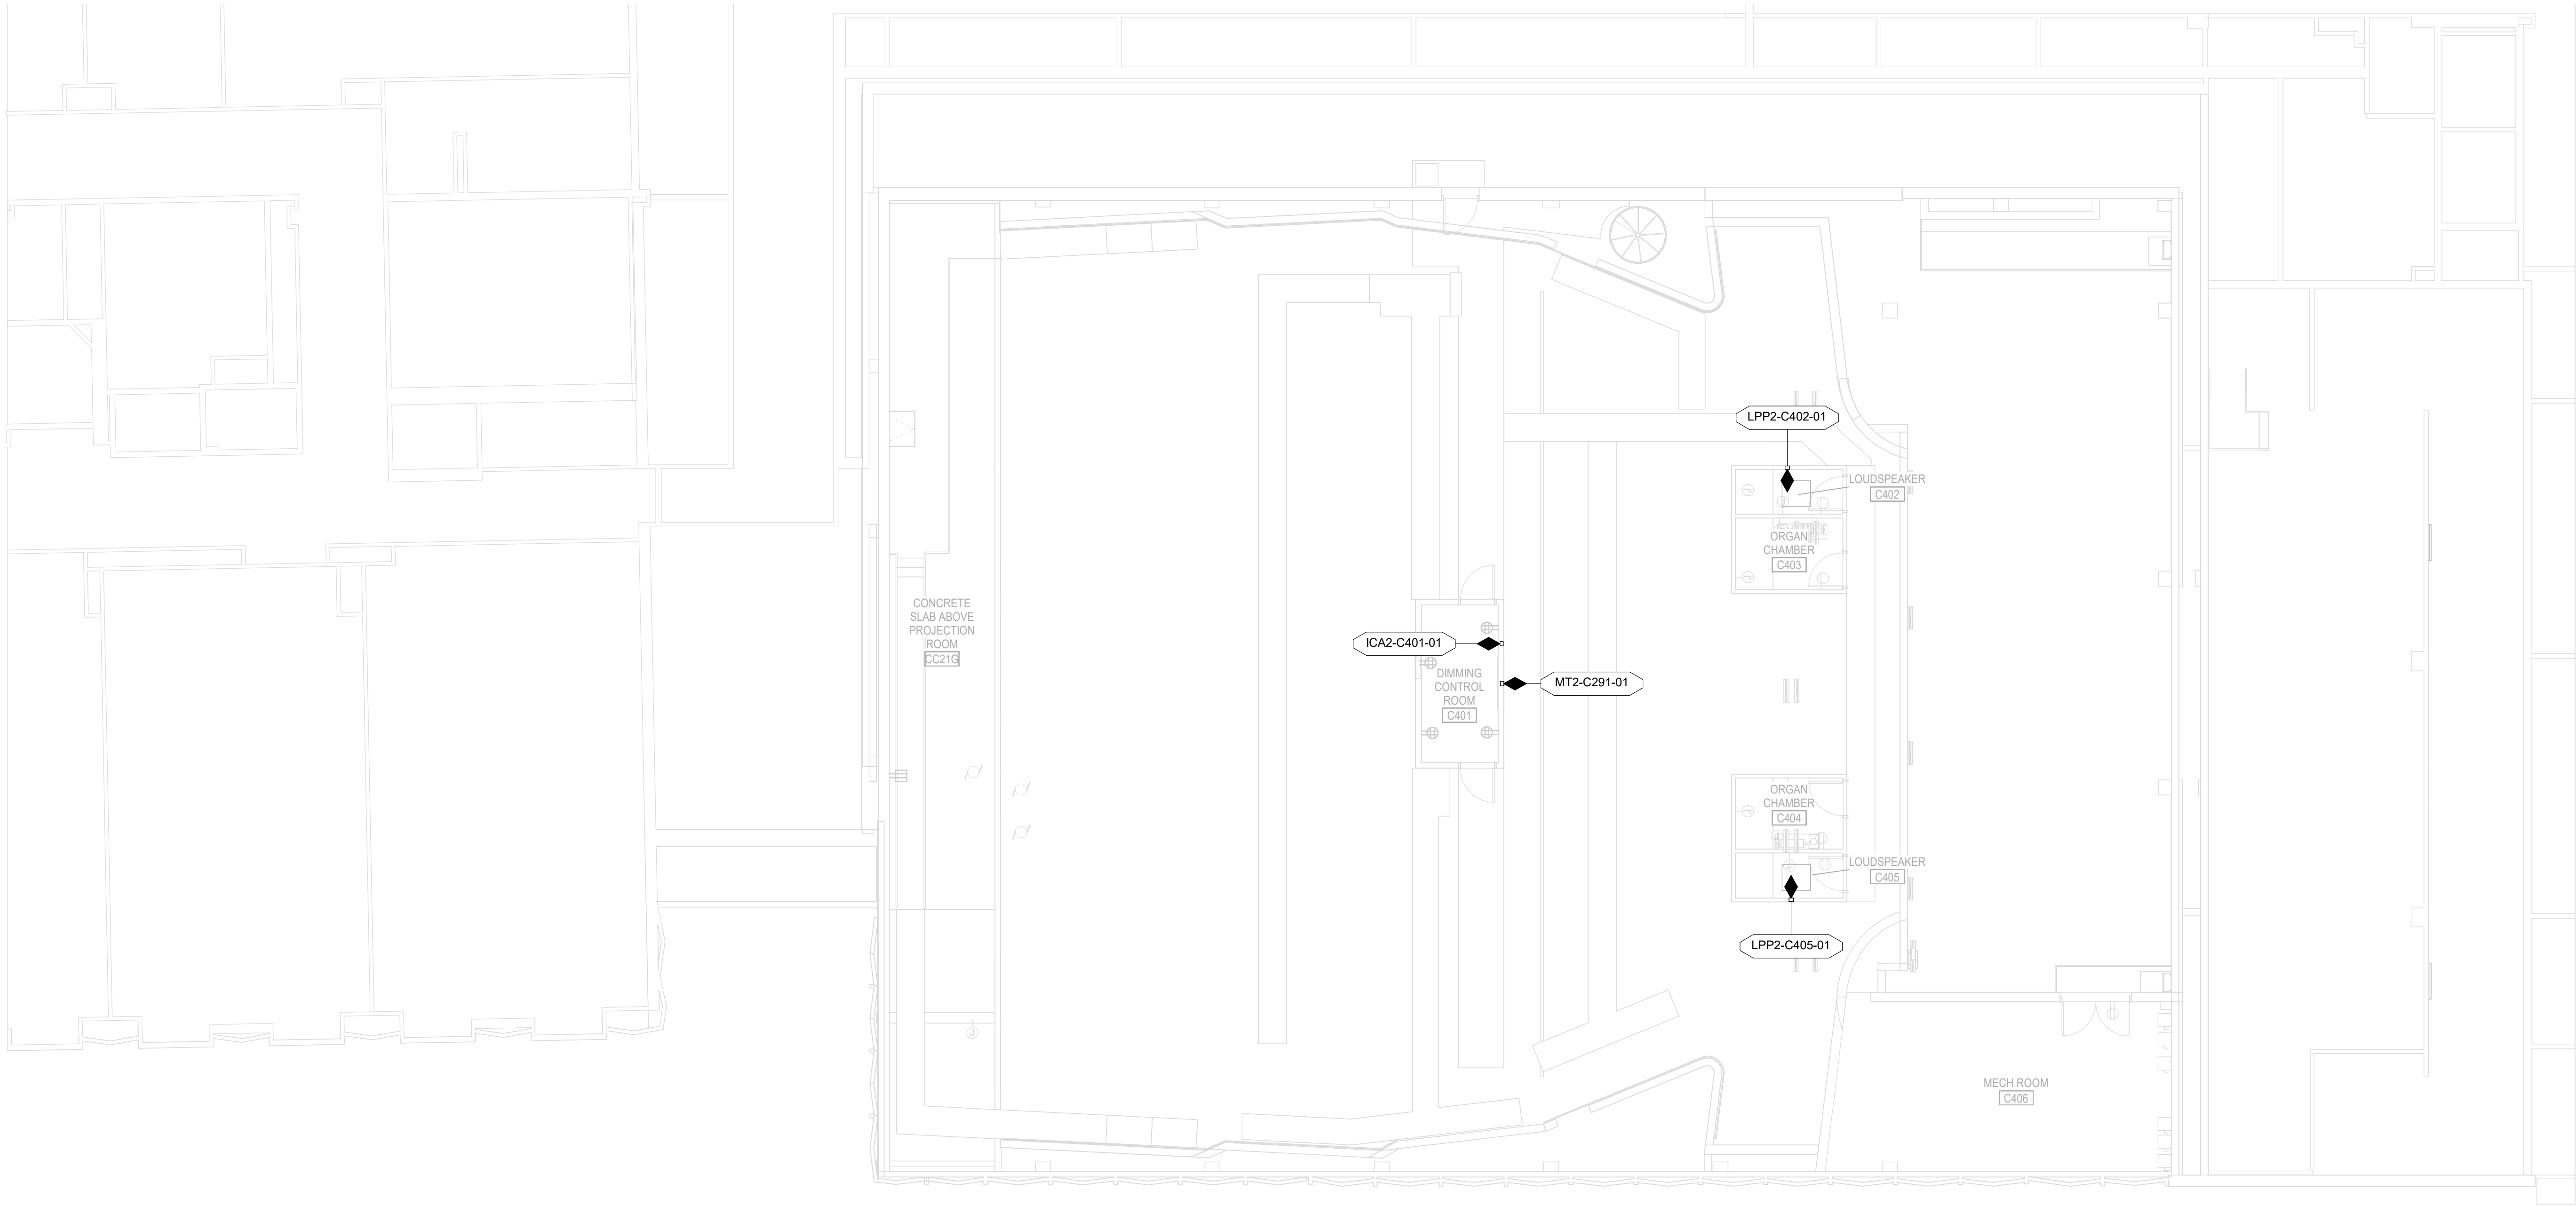 LPP2-C402-01
LOUDSPEAKER
C402
ORGAN
CHAMBER
C403
CONCRETE
SLAB ABOVE
PROJECTION
ROOM
CC21G
ICA2-C401-01
DIMMING
CONTROL
ROOM
C401
MT2-C291-01
J
J
J
J
J
ORGAN
CHAMBER
C404
LOUDSPEAKER
C405
LPP2-C405-01
J
MECH ROOM
C406